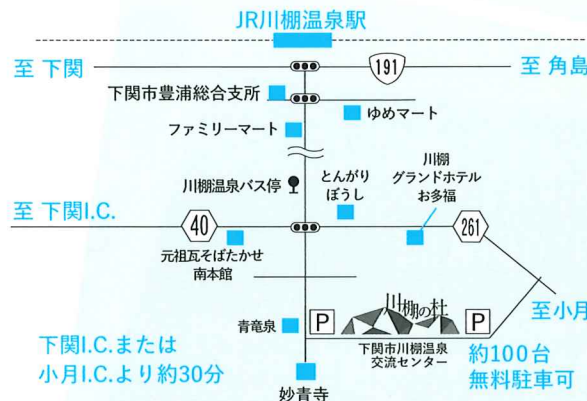 JR川棚温泉駅
至 下関
191
至 角島
下関市豊浦総合支所
ゆめマート
ファミリーマート
川棚温泉バス停
とんがり
ぼうし
川棚
グランドホテル
お多福
至 下関I.C.
40
261
元祖瓦そばたかせ
南本館
至小月
青竜泉
P
川棚の杜
P
下関市川棚温泉
交流センター
下関I.C.または
小月I.C.より約30分
約100台
無料駐車可
妙青寺